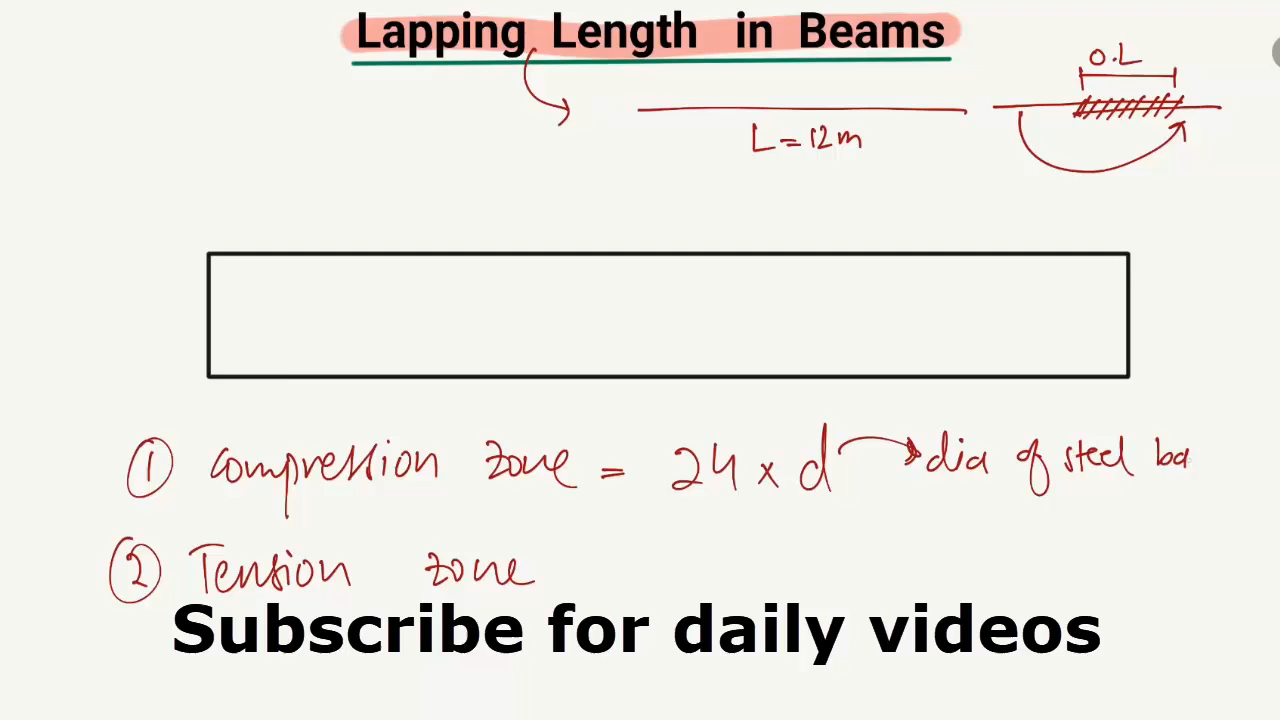 Lapping Length in Beams
O.L
L = 12m
① compression zone = 24 × d → dia of steel ba
② Tension zone
Subscribe for daily videos